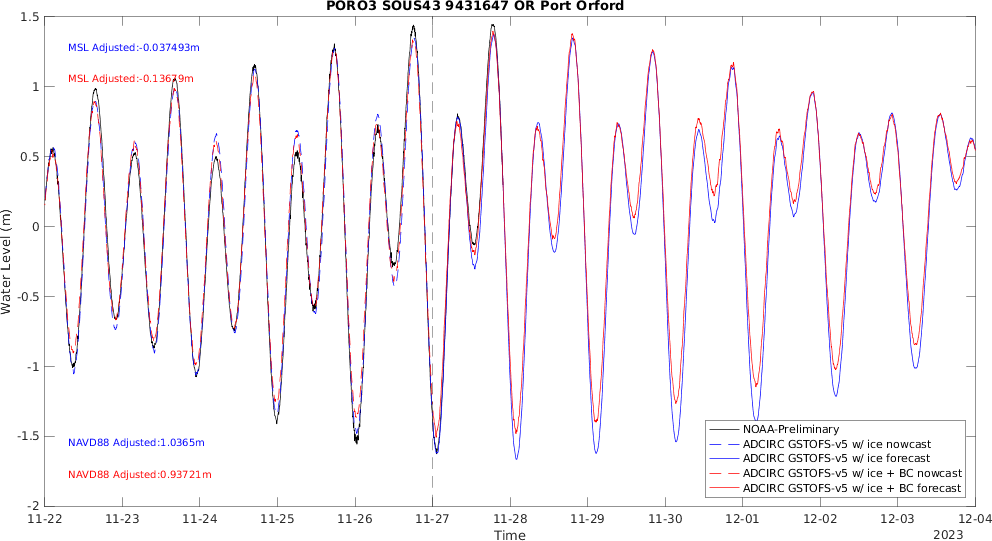 PORO3 SOUS43 9431647 OR Port Orford
1.5
1
0.5
0
-0.5
-1
-1.5
-2
Water Level (m)
MSL Adjusted:-0.037493m
MSL Adjusted:-0.13679m
NAVD88 Adjusted:1.0365m
NAVD88 Adjusted:0.93721m
NOAA-Preliminary
ADCIRC GSTOFS-v5 w/ ice nowcast
ADCIRC GSTOFS-v5 w/ ice forecast
ADCIRC GSTOFS-v5 w/ ice + BC nowcast
ADCIRC GSTOFS-v5 w/ ice + BC forecast
11-22 11-23 11-24 11-25 11-26 11-27 11-28 11-29 11-30 12-01 12-02 12-03 12-04
Time
2023